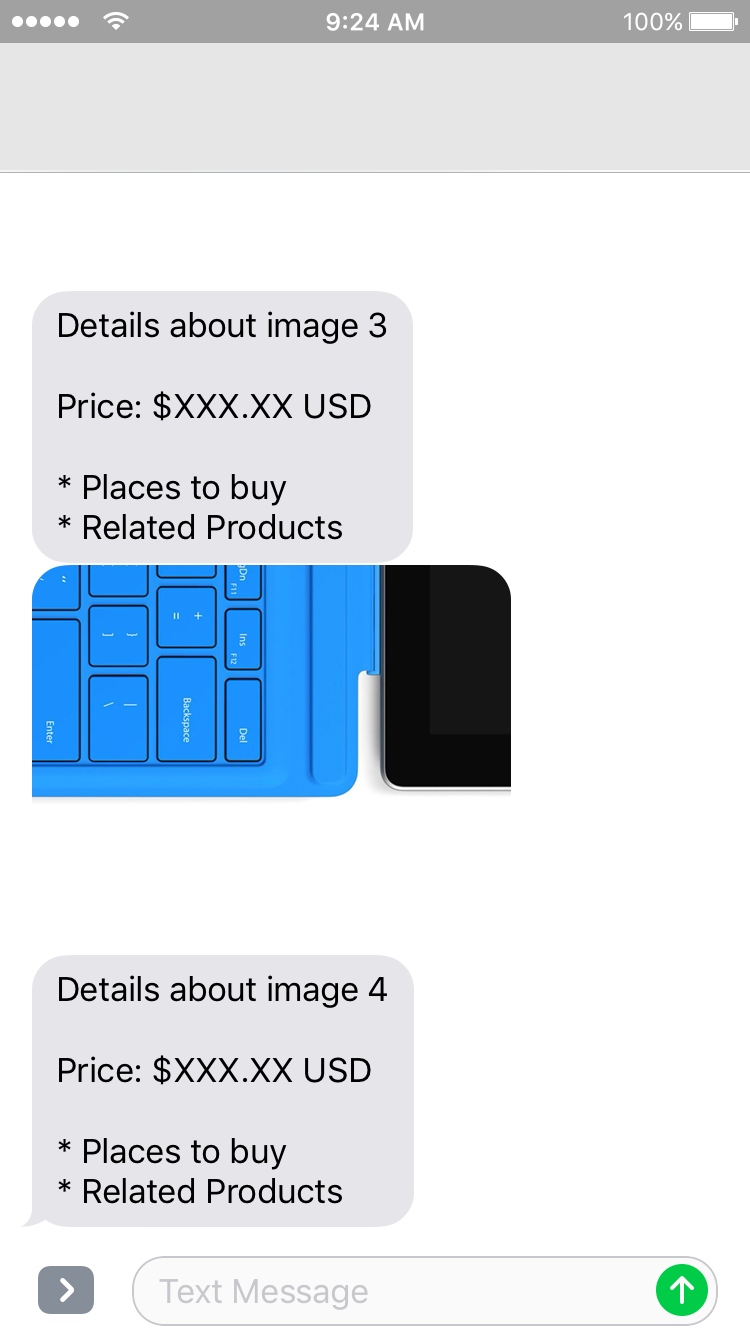 9:24 AM
100%
Details about image 3
Price: $XXX.XX USD
* Places to buy
* Related Products
gDn
F11
“
] }
= +
Ins
F12
\ |
Enter
Backspace
Del
Details about image 4
Price: $XXX.XX USD
* Places to buy
* Related Products
Text Message